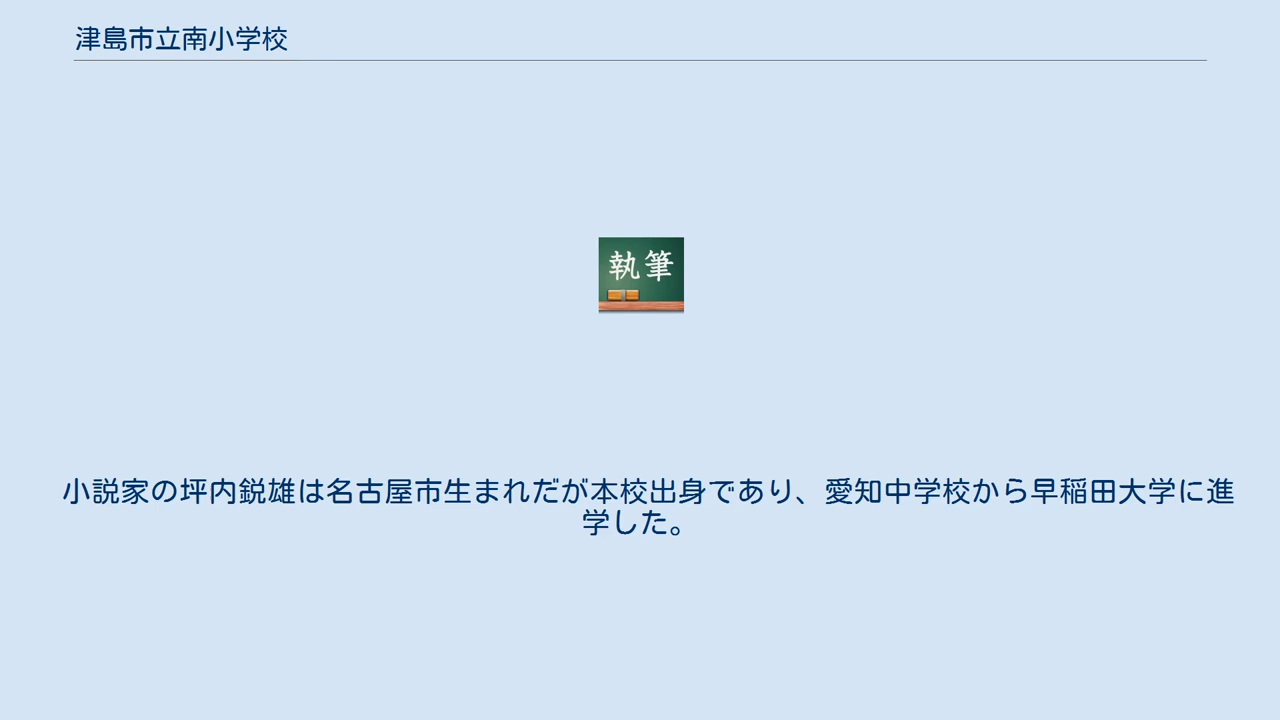 津島市立南小学校
執筆
小説家の坪内鋭雄は名古屋市生まれだが本校出身であり、愛知中学校から早稲田大学に進
学した。